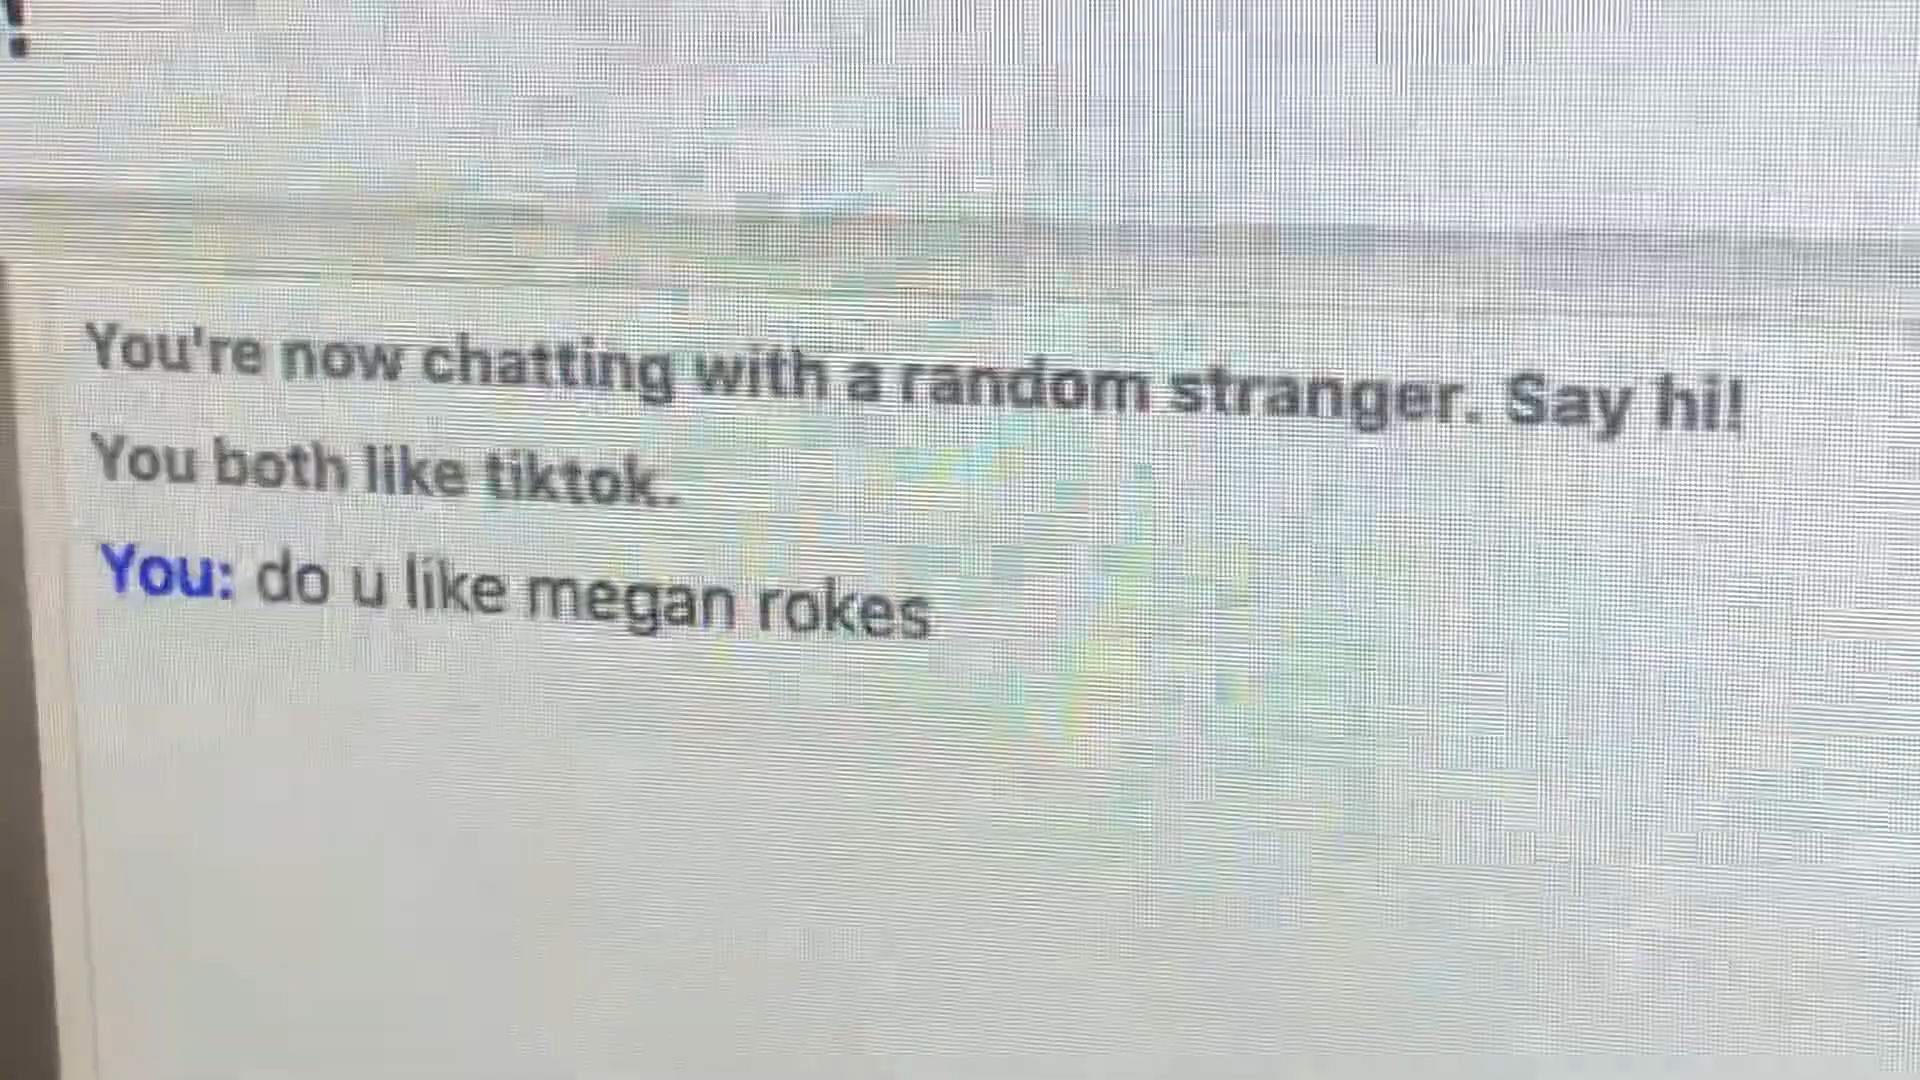 You're now chatting with a random stranger. Say hi!
You both like tiktok.
You: do u like megan rokes